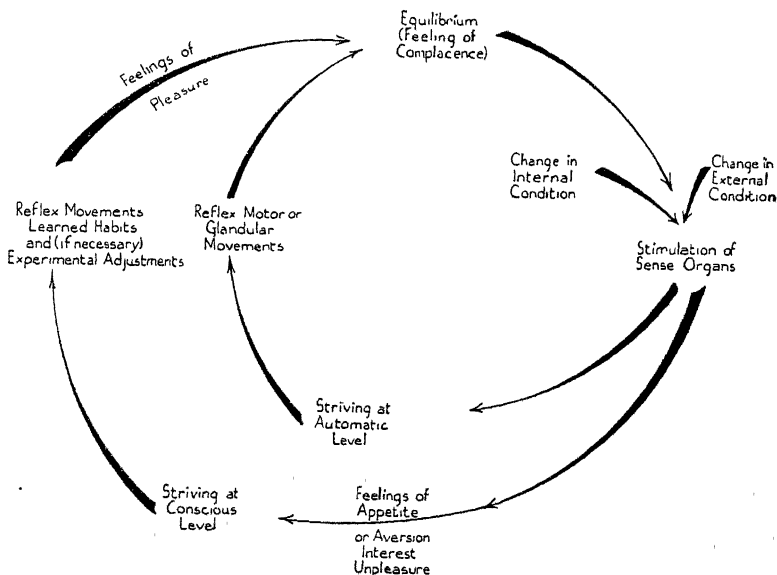 Equilibrium
(Feeling of
Complacence)
Feelings of
Pleasure
Change in
Internal
Condition
Change in
External
Condition
Reflex Movements
Learned Habits
and (if necessary)
Experimental Adjustments
Reflex Motor or
Glandular
Movements
Stimulation of
Sense Organs
Striving at
Automatic
Level
Striving at
Conscious
Level
Feelings of
Appetite
or Aversion
Interest
Unpleasure